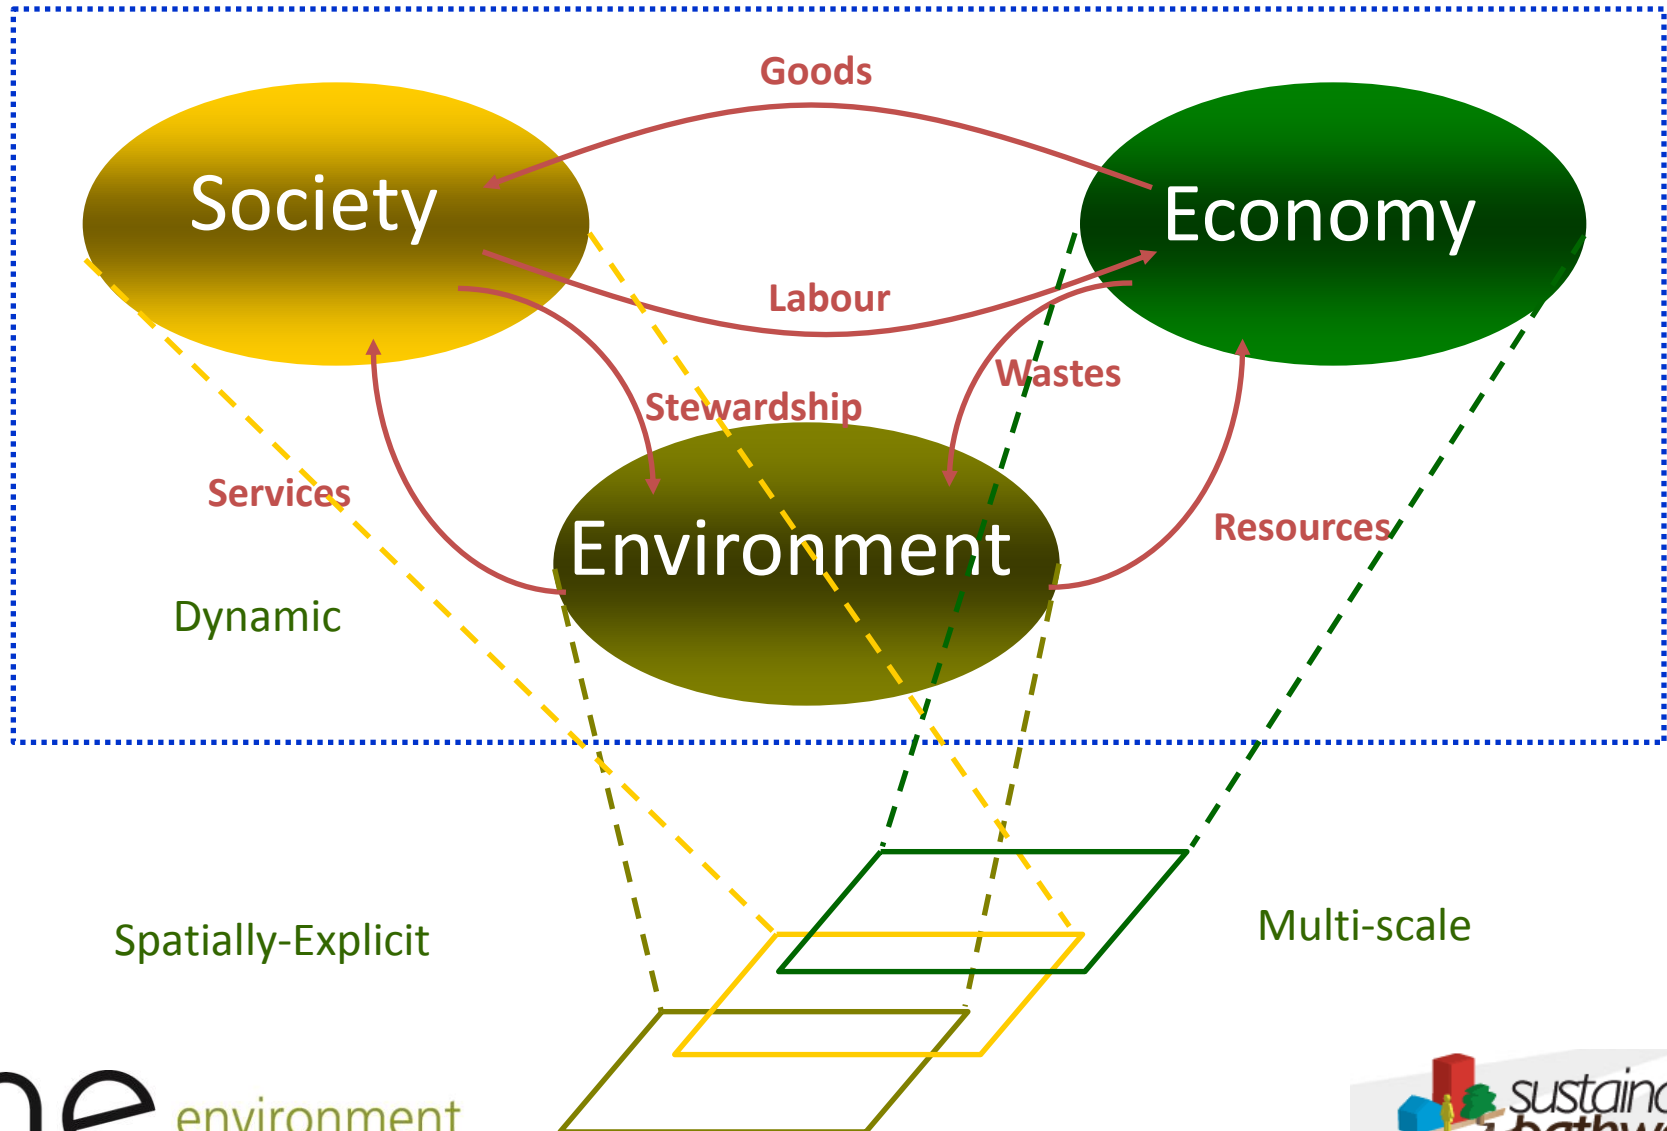 Goods
Society
Economy
Labour
Wastes
Stewardship
Services
Resources
Environment
Dynamic
Spatially-Explicit
Multi-scale
environment